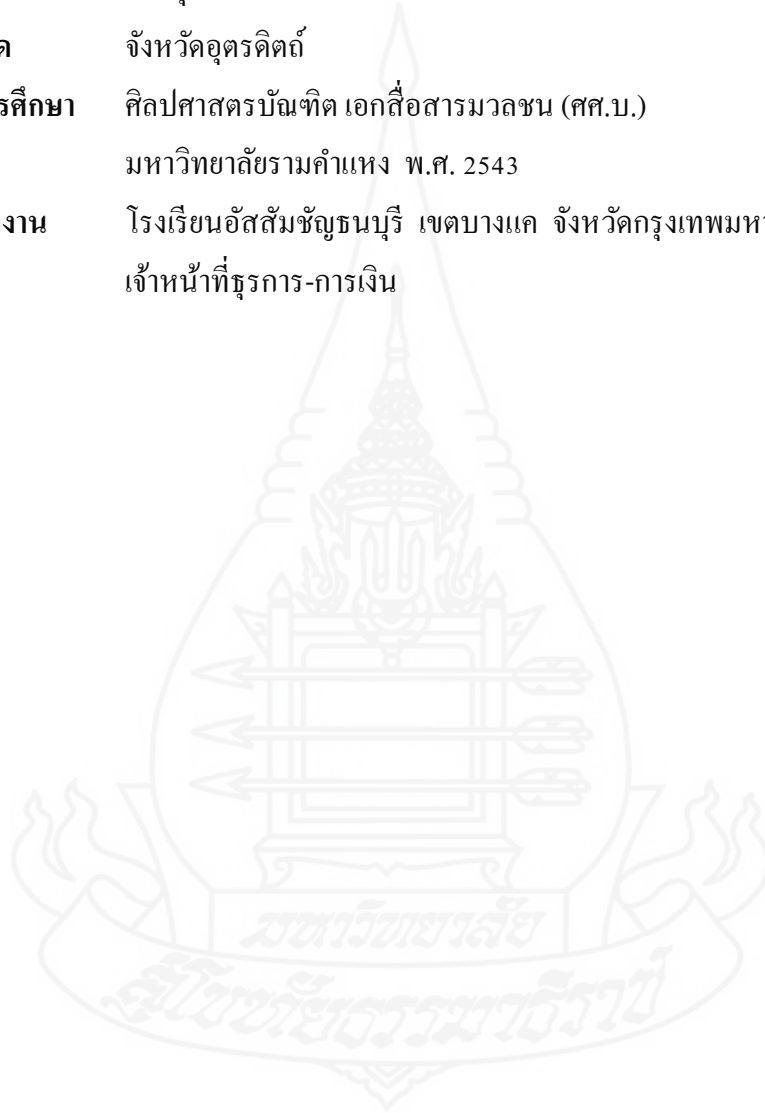 ด จังหวัดอุตรดิตถ์
รศึกษา ศิลปศาสตรบัณฑิต เอกสื่อสารมวลชน (ศศ.บ.)
มหาวิทยาลัยรามคำแหง พ.ศ. 2543
งาน โรงเรียนอัสสัมชัญธนบุรี เขตบางแค จังหวัดกรุงเทพมหา
เจ้าหน้าที่ธุรการ-การเงิน
มหาวิทยาลัย
สุโขทัยธรรมาธิราช